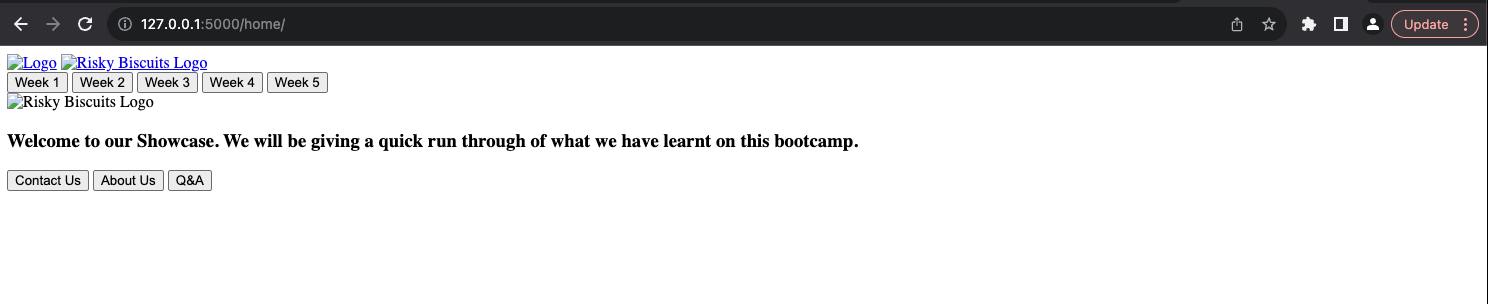 127.0.0.1:5000/home/
Update
Logo Risky Biscuits Logo
Week 1 Week 2 Week 3 Week 4 Week 5
Risky Biscuits Logo
Welcome to our Showcase. We will be giving a quick run through of what we have learnt on this bootcamp.
Contact Us About Us Q&A